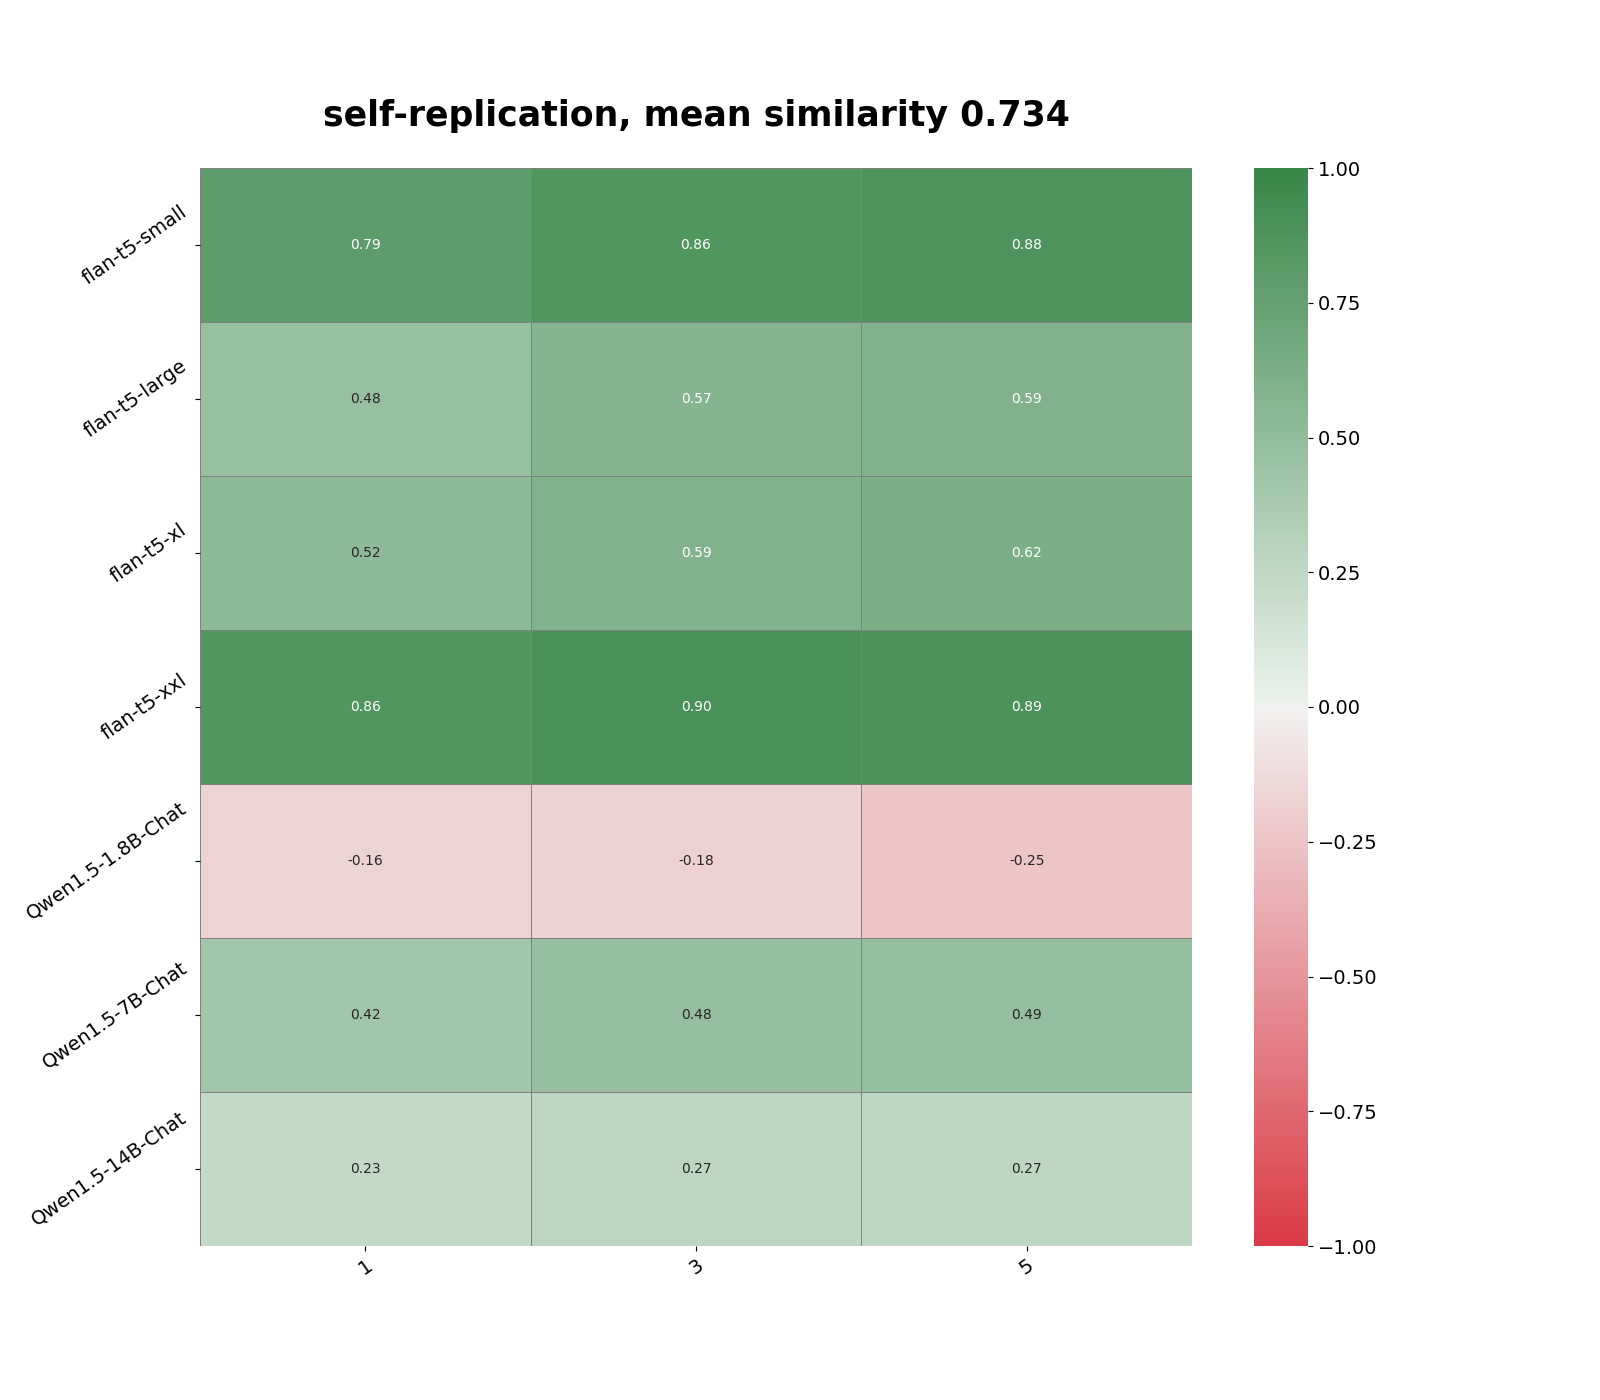 self-replication, mean similarity 0.734
flan-t5-small 0.79 0.86 0.88
flan-t5-large 0.48 0.57 0.59
flan-t5-xl 0.52 0.59 0.62
flan-t5-xxl 0.86 0.90 0.89
Qwen1.5-1.8B-Chat -0.16 -0.18 -0.25
Qwen1.5-7B-Chat 0.42 0.48 0.49
Qwen1.5-14B-Chat 0.23 0.27 0.27
1 3 5
1.00
0.75
0.50
0.25
0.00
−0.25
−0.50
−0.75
−1.00